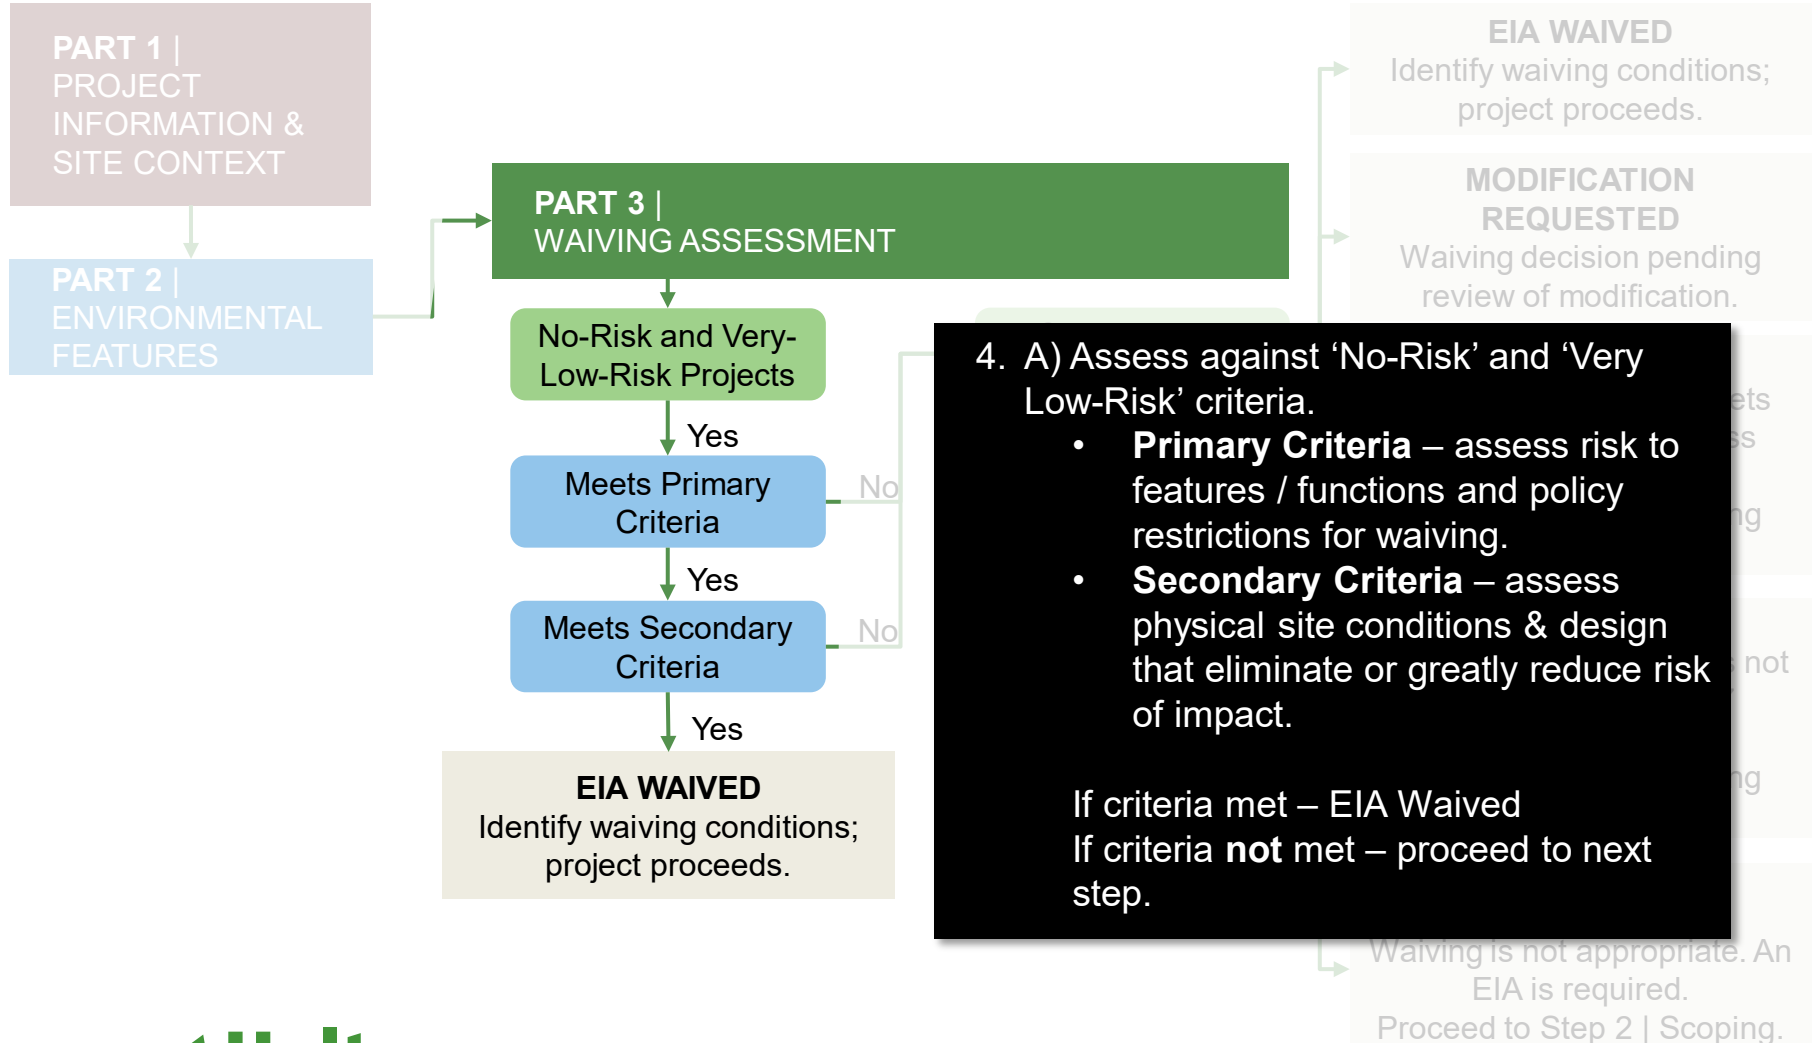 PART 1 |
PROJECT
INFORMATION &
SITE CONTEXT
PART 2 |
ENVIRONMENTAL
FEATURES
PART 3 |
WAIVING ASSESSMENT
No-Risk and Very-
Low-Risk Projects
Yes
Meets Primary
Criteria
No
Yes
Meets Secondary
Criteria
No
Yes
EIA WAIVED
Identify waiving conditions;
project proceeds.
4. A) Assess against ‘No-Risk’ and ‘Very
Low-Risk’ criteria.
• Primary Criteria – assess risk to
features / functions and policy
restrictions for waiving.
• Secondary Criteria – assess
physical site conditions & design
that eliminate or greatly reduce risk
of impact.
If criteria met – EIA Waived
If criteria not met – proceed to next
step.
EIA WAIVED
Identify waiving conditions;
project proceeds.
MODIFICATION
REQUESTED
Waiving decision pending
review of modification.
not
Waiving is not appropriate. An
EIA is required.
Proceed to Step 2 | Scoping.